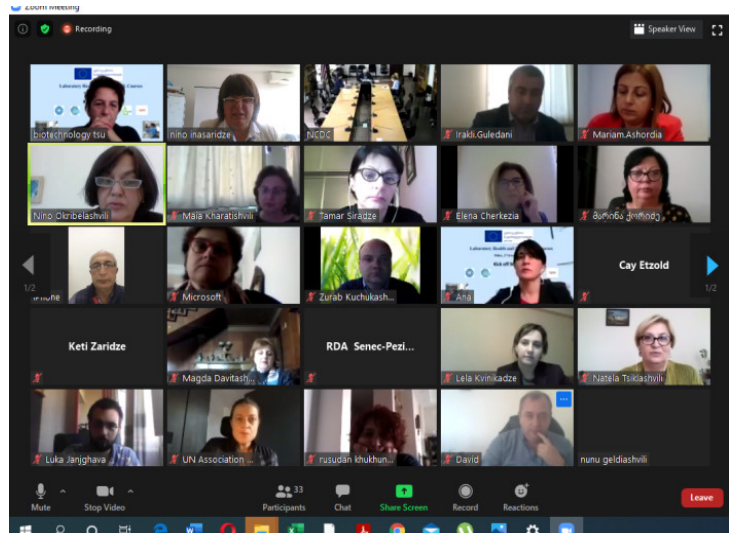 Zoom Meeting
Recording
Speaker View
biotechnology tsu
nino inasaridze
NCDC
Irakli.Guledani
Mariam.Ashordia
Nino Okribelashvili
Maia Kharatishvili
Tamar Siradze
Elena Cherkezia
მარინა ქორიძე
iPhone
Microsoft
Zurab Kuchukash...
Ana
Cay Etzold
1/2
1/2
Keti Zaridze
Magda Davitash...
RDA Senec-Pezi...
Lela Kvinikadze
Natela Tsiklashvili
Luka Janjghava
UN Association ...
rusudan khukhun...
David
nunu geldiashvili
Mute
Stop Video
33
Participants
Chat
Share Screen
Record
Reactions
Leave